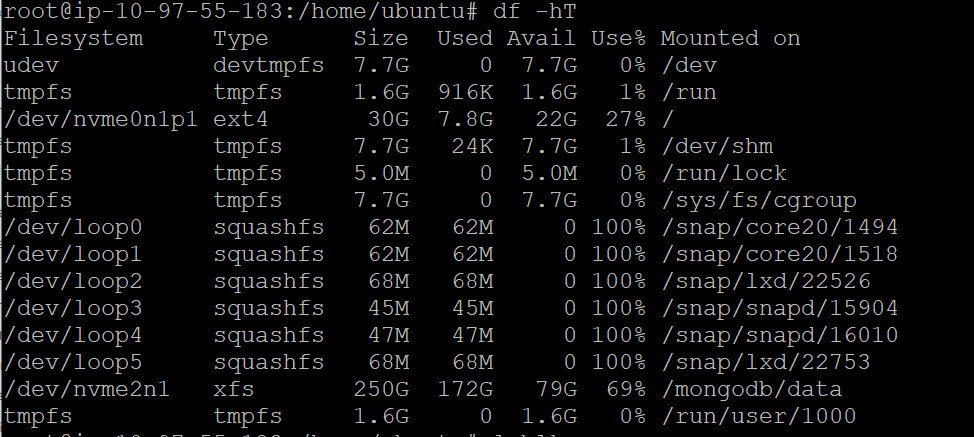 root@ip-10-97-55-183:/home/ubuntu# df -hT
Filesystem     Type      Size  Used Avail Use% Mounted on
udev           devtmpfs  7.7G     0  7.7G   0% /dev
tmpfs          tmpfs     1.6G  916K  1.6G   1% /run
/dev/nvme0n1p1 ext4       30G  7.8G   22G  27% /
tmpfs          tmpfs     7.7G   24K  7.7G   1% /dev/shm
tmpfs          tmpfs     5.0M     0  5.0M   0% /run/lock
tmpfs          tmpfs     7.7G     0  7.7G   0% /sys/fs/cgroup
/dev/loop0     squashfs   62M   62M     0 100% /snap/core20/1494
/dev/loop1     squashfs   62M   62M     0 100% /snap/core20/1518
/dev/loop2     squashfs   68M   68M     0 100% /snap/lxd/22526
/dev/loop3     squashfs   45M   45M     0 100% /snap/snapd/15904
/dev/loop4     squashfs   47M   47M     0 100% /snap/snapd/16010
/dev/loop5     squashfs   68M   68M     0 100% /snap/lxd/22753
/dev/nvme2n1   xfs       250G  172G   79G  69% /mongodb/data
tmpfs          tmpfs     1.6G     0  1.6G   0% /run/user/1000